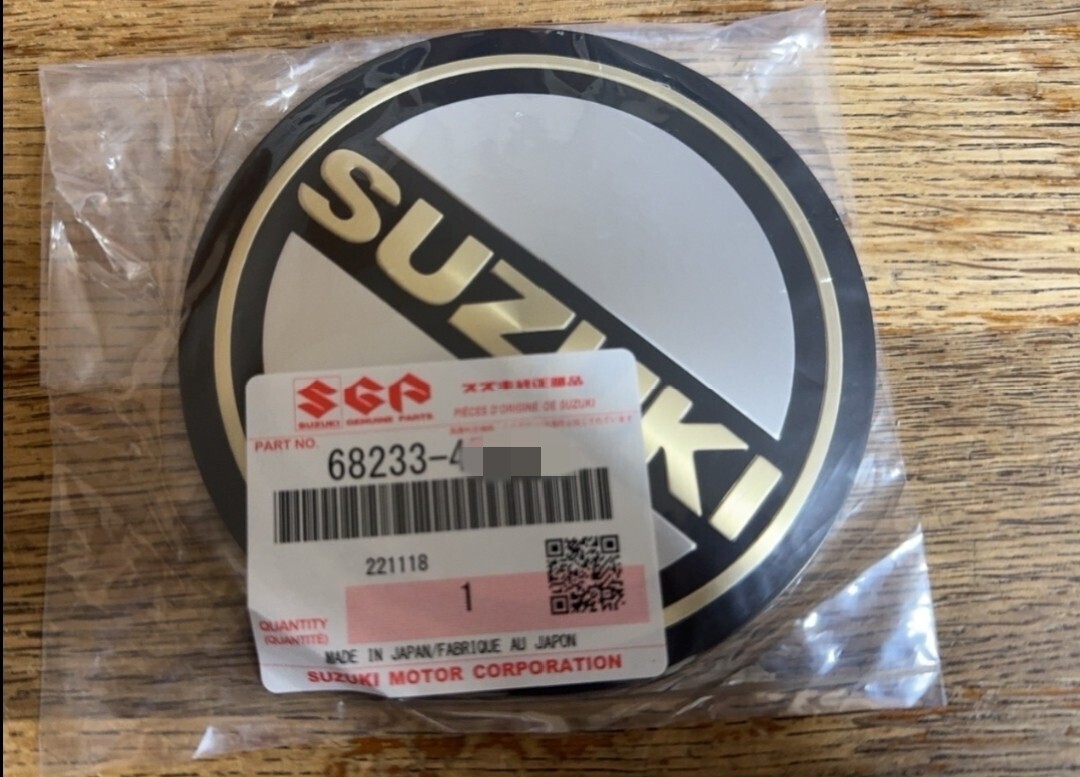 SUZUKI
SGP
SUZUKI GENUINE PARTS
スズキ純正部品
PIÈCES D'ORIGINE DE SUZUKI
PART NO.
68233-4
221118
1
QUANTITY
(QUANTITÉ)
MADE IN JAPAN/FABRIQUE AU JAPON
SUZUKI MOTOR CORPORATION